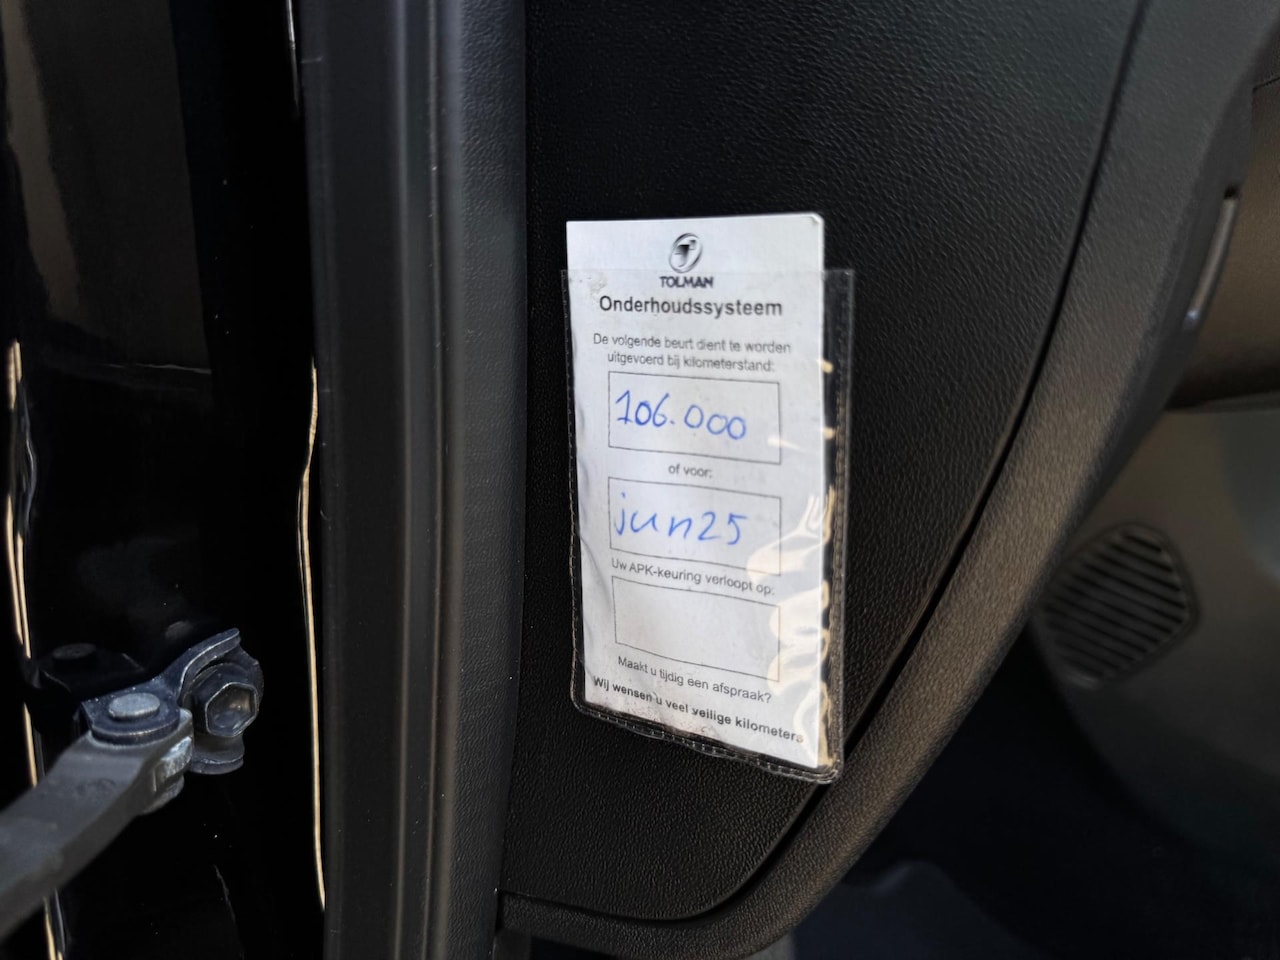 TOLMAN
Onderhoudssysteem
De volgende beurt dient te worden
uitgevoerd bij kilometerstand:
106.000
of voor:
jun25
Uw APK-keuring verloopt op:
Maakt u tijdig een afspraak?
Wij wensen u veel veilige kilometers